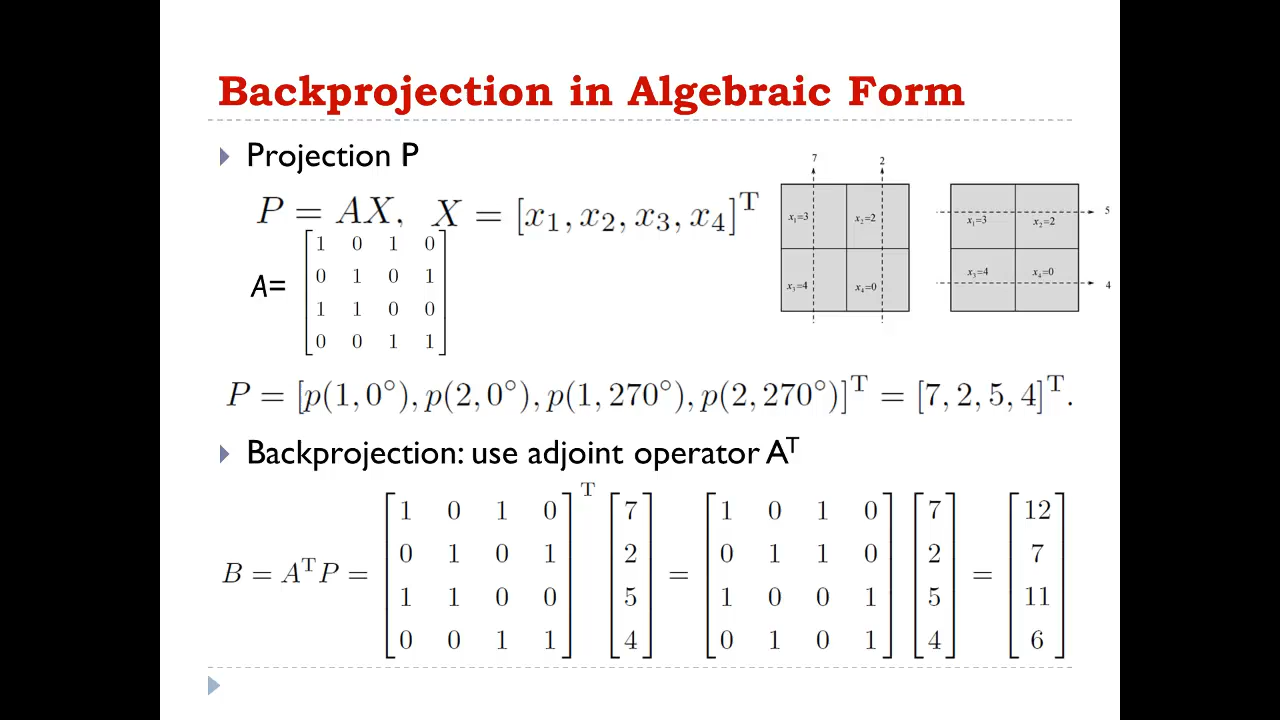 Backprojection in Algebraic Form
Projection P
P = AX, X = [x₁, x₂, x₃, x₄]ᵀ
7 2
x₁=3 x₂=2
x₃=4 x₄=0
5
x₁=3 x₂=2
x₃=4 x₄=0
4
A=
1 0 1 0
0 1 0 1
1 1 0 0
0 0 1 1
P = [p(1, 0°), p(2, 0°), p(1, 270°), p(2, 270°)]ᵀ = [7, 2, 5, 4]ᵀ.
Backprojection: use adjoint operator Aᵀ
B = AᵀP = [1 0 1 0; 0 1 0 1; 1 1 0 0; 0 0 1 1]ᵀ [7; 2; 5; 4] = [1 0 1 0; 0 1 1 0; 1 0 0 1; 0 1 0 1] [7; 2; 5; 4] = [12; 7; 11; 6]